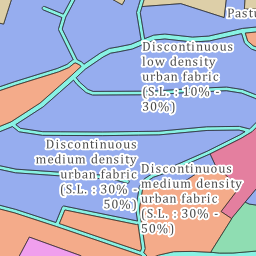 Pastu
Discontinuous
low density
urban fabric
(S.L. : 10% -
30%)
Discontinuous
medium density
urban fabric
(S.L. : 30% -
50%)
Discontinuous
medium density
urban fabric
(S.L. : 30% -
50%)